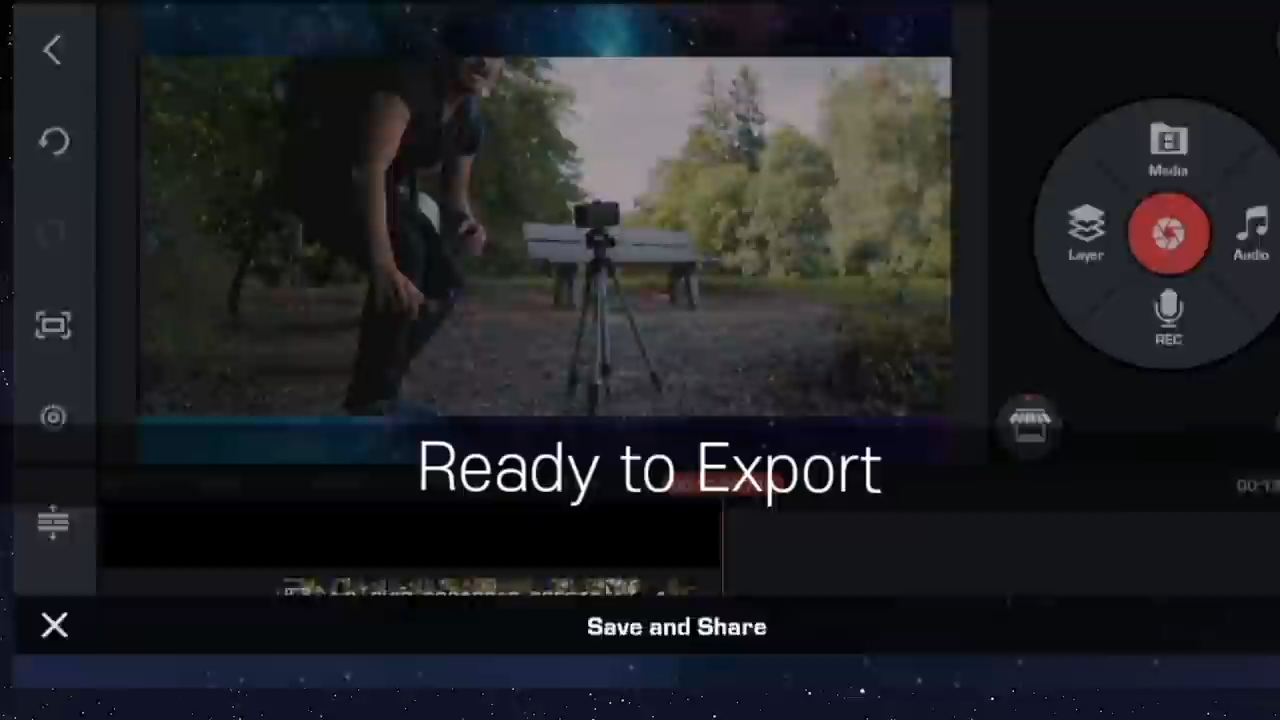 Media
Layer
Audio
REC
Ready to Export
Save and Share